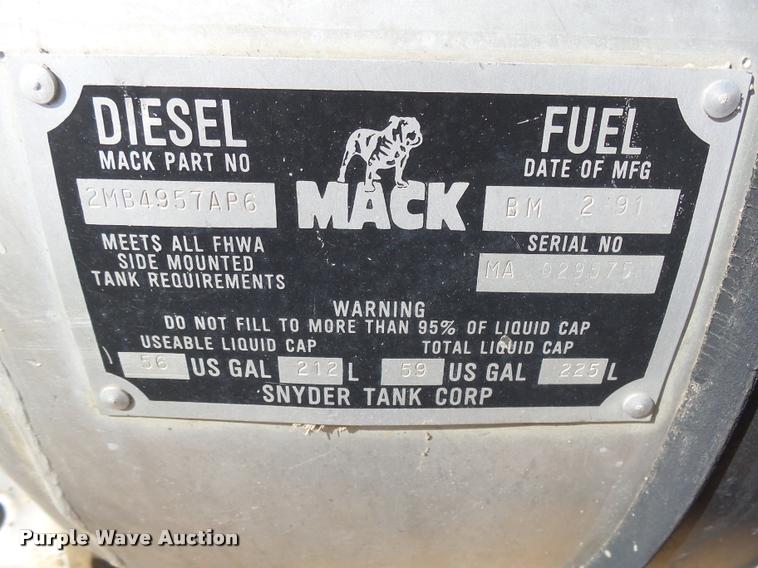 DIESEL FUEL
MACK PART NO DATE OF MFG
2MB4957AP6 MACK BM 2 91
MEETS ALL FHWA SERIAL NO
SIDE MOUNTED MA 029575
TANK REQUIREMENTS
WARNING
DO NOT FILL TO MORE THAN 95% OF LIQUID CAP
USEABLE LIQUID CAP TOTAL LIQUID CAP
56 US GAL 212 L 59 US GAL 225 L
SNYDER TANK CORP
Purple Wave Auction